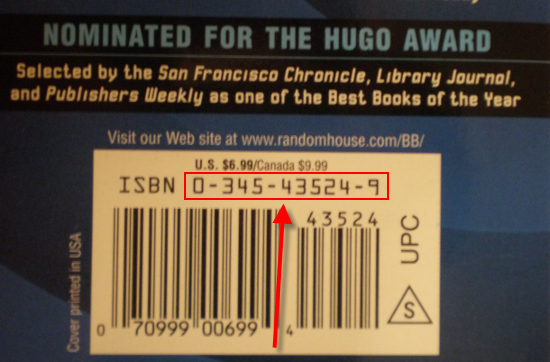 NOMINATED FOR THE HUGO AWARD
Selected by the San Francisco Chronicle, Library Journal,
and Publishers Weekly as one of the Best Books of the Year
Visit our Web site at www.randomhouse.com/BB/
U.S. $6.99/Canada $9.99
ISBN 0-345-43524-9
43524
UPC
S
Cover printed in USA
0 70999 00699 4